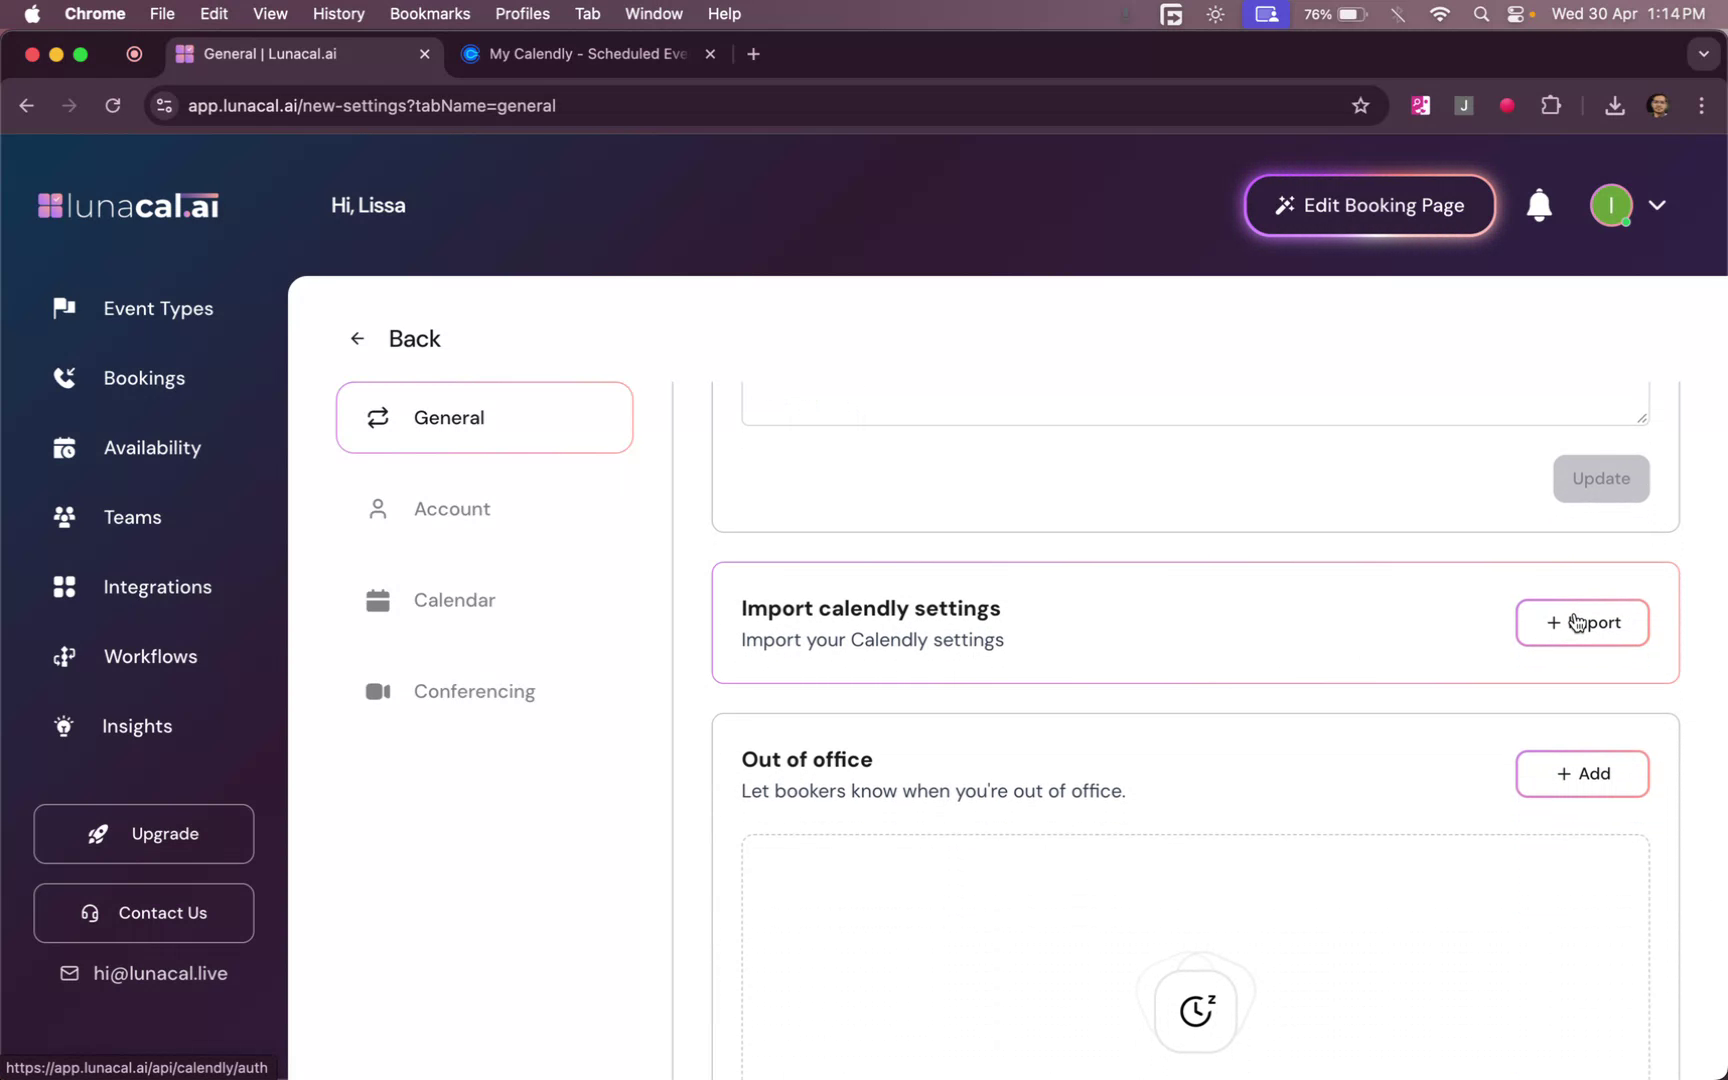 Chrome File Edit View History Bookmarks Profiles Tab Window Help 76% Wed 30 Apr 1:14 PM
General | Lunacal.ai My Calendly - Scheduled Eve
app.lunacal.ai/new-settings?tabName=general J
lunacal.ai Hi, Lissa Edit Booking Page I
Event Types
Bookings
Availability
Teams
Integrations
Workflows
Insights
Upgrade
Contact Us
hi@lunacal.live
Back
General
Account
Calendar
Conferencing
Update
Import calendly settings
Import your Calendly settings
+ port
Out of office
Let bookers know when you're out of office.
+ Add
z
https://app.lunacal.ai/api/calendly/auth